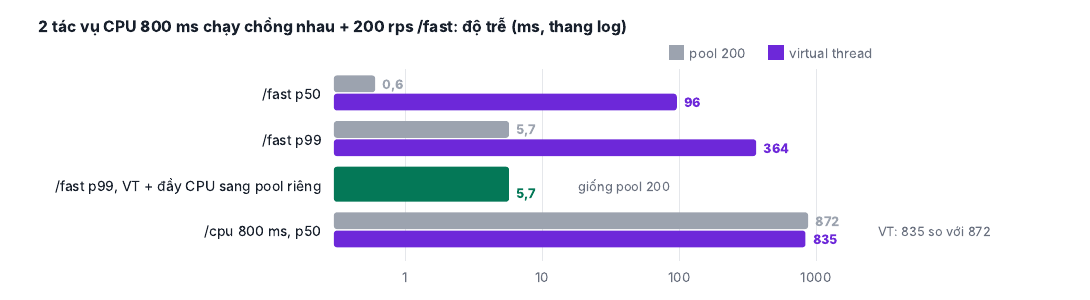 2 tác vụ CPU 800 ms chạy chồng nhau + 200 rps /fast: độ trễ (ms, thang log)
pool 200 virtual thread
/fast p50 0,6
96
/fast p99 5,7
364
/fast p99, VT + đẩy CPU sang pool riêng 5,7 giống pool 200
/cpu 800 ms, p50 872
835 VT: 835 so với 872
1 10 100 1000